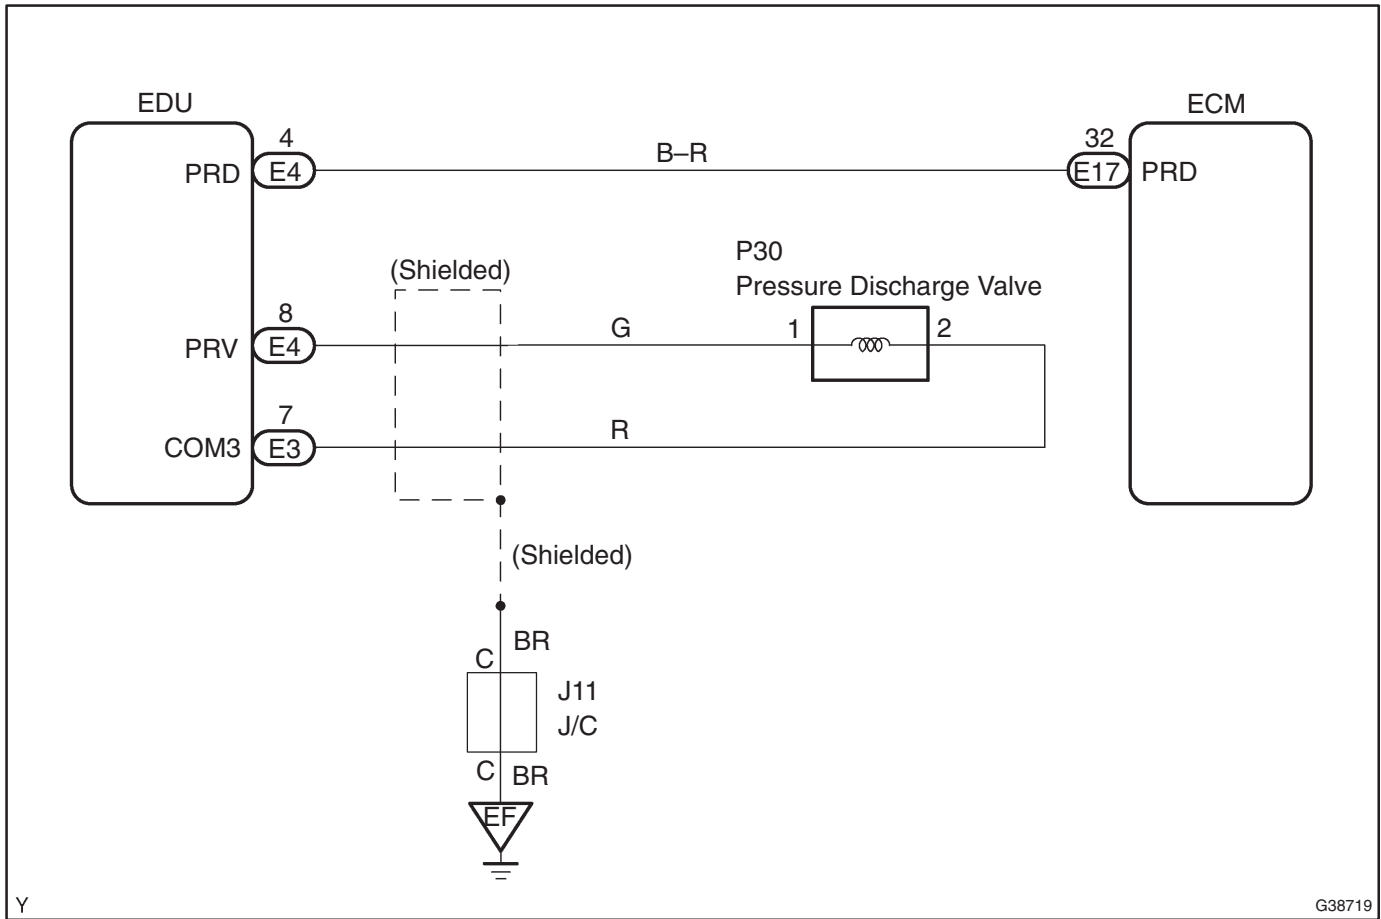 EDU
ECM
4
32
B–R
PRD
E4
E17
PRD
P30
(Shielded)
Pressure Discharge Valve
8
G
1
2
PRV
E4
7
R
COM3
E3
(Shielded)
BR
C
J11
J/C
C
BR
EF
Y
G38719